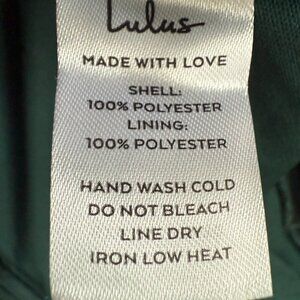 Lulus
MADE WITH LOVE
SHELL:
100% POLYESTER
LINING:
100% POLYESTER
HAND WASH COLD
DO NOT BLEACH
LINE DRY
IRON LOW HEAT